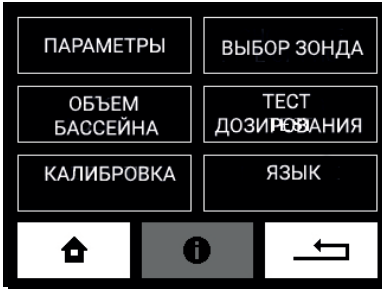 ПАРАМЕТРЫ
ВЫБОР ЗОНДА
ОБЪЕМ
БАССЕЙНА
ТЕСТ
ДОЗИРОВАНИЯ
КАЛИБРОВКА
ЯЗЫК